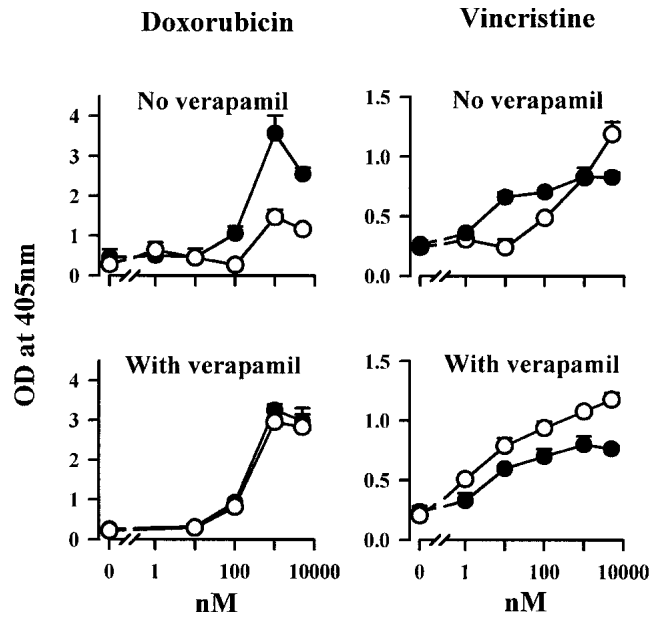 Doxorubicin Vincristine
No verapamil No verapamil
4 1.5
3 1.0
2
1 0.5
0 0.0
OD at 405nm
With verapamil With verapamil
4 1.5
3 1.0
2
1 0.5
0 0.0
0 1 100 10000 0 1 100 10000
nM nM